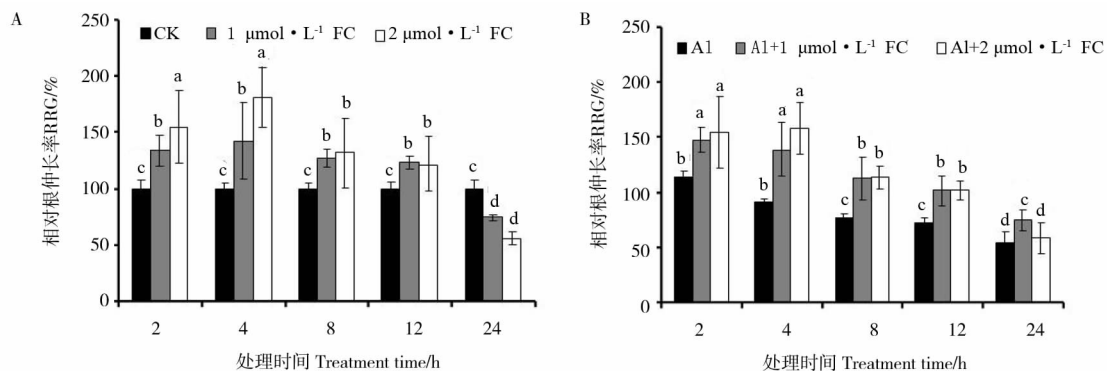 A
250
200
150
100
50
0
相对根仲长率RRG/%
CK
1 μmol·L⁻¹ FC
2 μmol·L⁻¹ FC
c
b
a
c
b
a
c
b
b
c
b
b
c
d
d
2
4
8
12
24
处理时间 Treatment time/h
B
250
200
150
100
50
0
相对根仲长率RRG/%
Al
Al+1 μmol·L⁻¹ FC
Al+2 μmol·L⁻¹ FC
b
a
a
b
a
a
c
b
b
c
b
b
d
c
d
2
4
8
12
24
处理时间 Treatment time/h